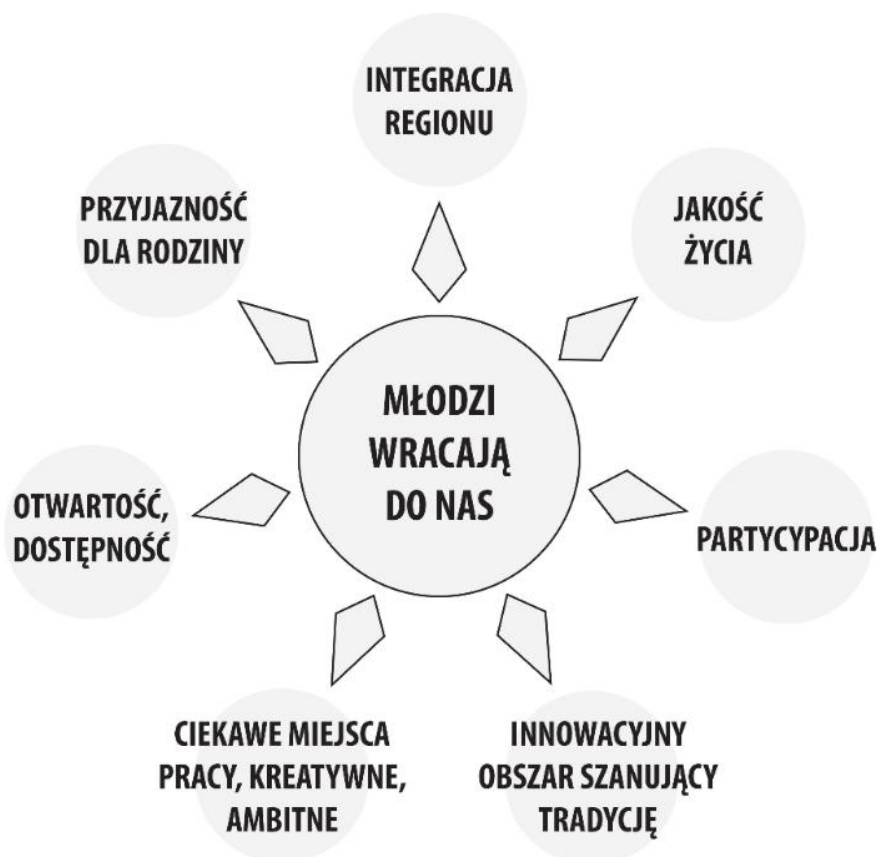 INTEGRACJA
REGIONU
PRZYJAZNOŚĆ
DLA RODZINY
JAKOŚĆ
ŻYCIA
MŁODZI
WRACAJĄ
DO NAS
OTWARTOŚĆ,
DOSTĘPNOŚĆ
PARTYCYPACJA
CIEKAWE MIEJSCA
PRACY, KREATYWNE,
AMBITNE
INNOWACYJNY
OBSZAR SZANUJĄCY
TRADYCJĘ